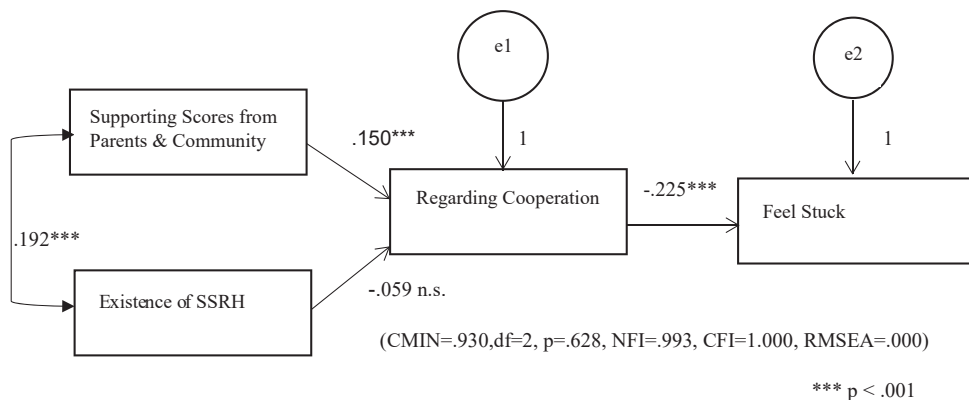 e1
e2
Supporting Scores from
Parents & Community
.150***
1
1
Regarding Cooperation
-.225***
Feel Stuck
.192***
Existence of SSRH
-.059 n.s.
(CMIN=.930,df=2, p=.628, NFI=.993, CFI=1.000, RMSEA=.000)
*** p < .001